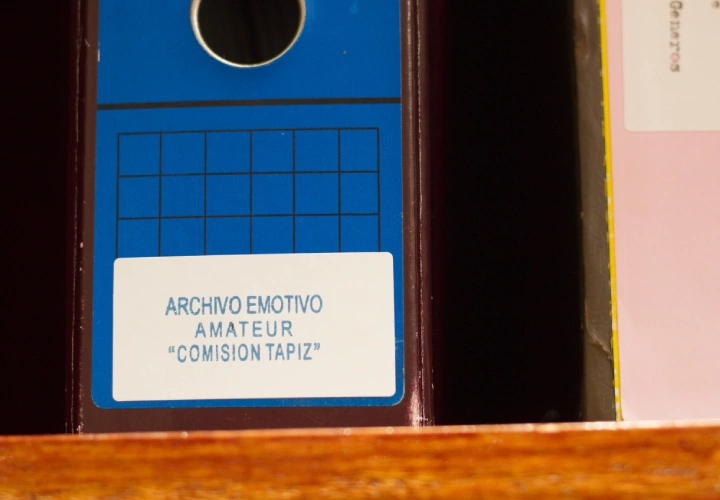 ARCHIVO EMOTIVO
AMATEUR
“COMISION TAPIZ”
Generos